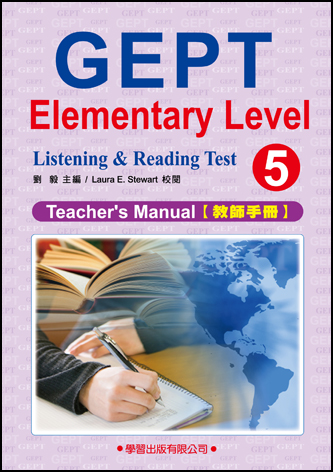 GEPT
Elementary Level
Listening & Reading Test 5
劉 毅 主編 / Laura E. Stewart 校閱
Teacher's Manual【教師手冊】
•學習出版有限公司•